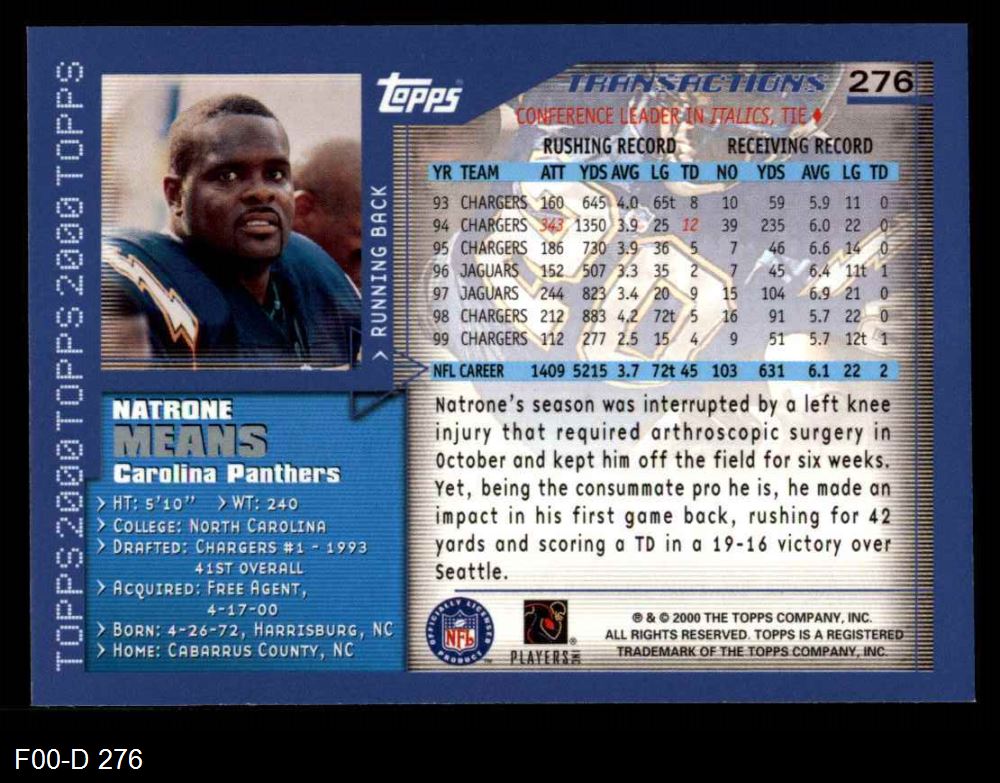 TOPPS 2000 TOPPS 2000 TOPPS 2000 TOPPS
Topps
TRANSACTIONS 276
CONFERENCE LEADER IN ITALICS, TIE ♦
RUSHING RECORD RECEIVING RECORD
YR TEAM ATT YDS AVG LG TD NO YDS AVG LG TD
93 CHARGERS 160 645 4.0 65t 8 10 59 5.9 11 0
94 CHARGERS 343 1350 3.9 25 12 39 235 6.0 22 0
95 CHARGERS 186 730 3.9 36 5 7 46 6.6 14 0
96 JAGUARS 152 507 3.3 35 2 7 45 6.4 11t 1
97 JAGUARS 244 823 3.4 20 9 15 104 6.9 21 0
98 CHARGERS 212 883 4.2 72t 5 16 91 5.7 22 0
99 CHARGERS 112 277 2.5 15 4 9 51 5.7 12t 1
NFL CAREER 1409 5215 3.7 72t 45 103 631 6.1 22 2
> RUNNING BACK
NATRONE
MEANS
Carolina Panthers
> HT: 5'10" > WT: 240
> COLLEGE: NORTH CAROLINA
> DRAFTED: CHARGERS #1 - 1993
41ST OVERALL
> ACQUIRED: FREE AGENT,
4-17-00
> BORN: 4-26-72, HARRISBURG, NC
> HOME: CABARRUS COUNTY, NC
Natrone's season was interrupted by a left knee
injury that required arthroscopic surgery in
October and kept him off the field for six weeks.
Yet, being the consummate pro he is, he made an
impact in his first game back, rushing for 42
yards and scoring a TD in a 19-16 victory over
Seattle.
OFFICIALLY LICENSED PRODUCT
NFL
PLAYERS INC
® & © 2000 THE TOPPS COMPANY, INC.
ALL RIGHTS RESERVED. TOPPS IS A REGISTERED
TRADEMARK OF THE TOPPS COMPANY, INC.
F00-D 276